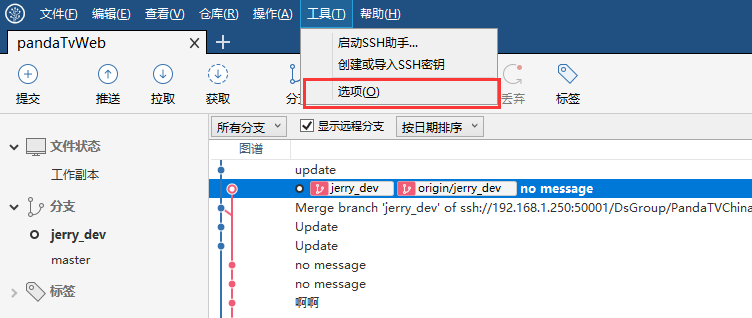 文件(F) 编辑(E) 查看(V) 仓库(R) 操作(A) 工具(T) 帮助(H)
pandaTvWeb
启动SSH助手...
创建或导入SSH密钥
选项(O)
提交 推送 拉取 获取 分 丢弃 标签
所有分支 显示远程分支 按日期排序
文件状态
工作副本
分支
jerry_dev
master
标签
图谱
update
jerry_dev origin/jerry_dev no message
Merge branch 'jerry_dev' of ssh://192.168.1.250:50001/DsGroup/PandaTVChina
Update
Update
no message
no message
啊啊